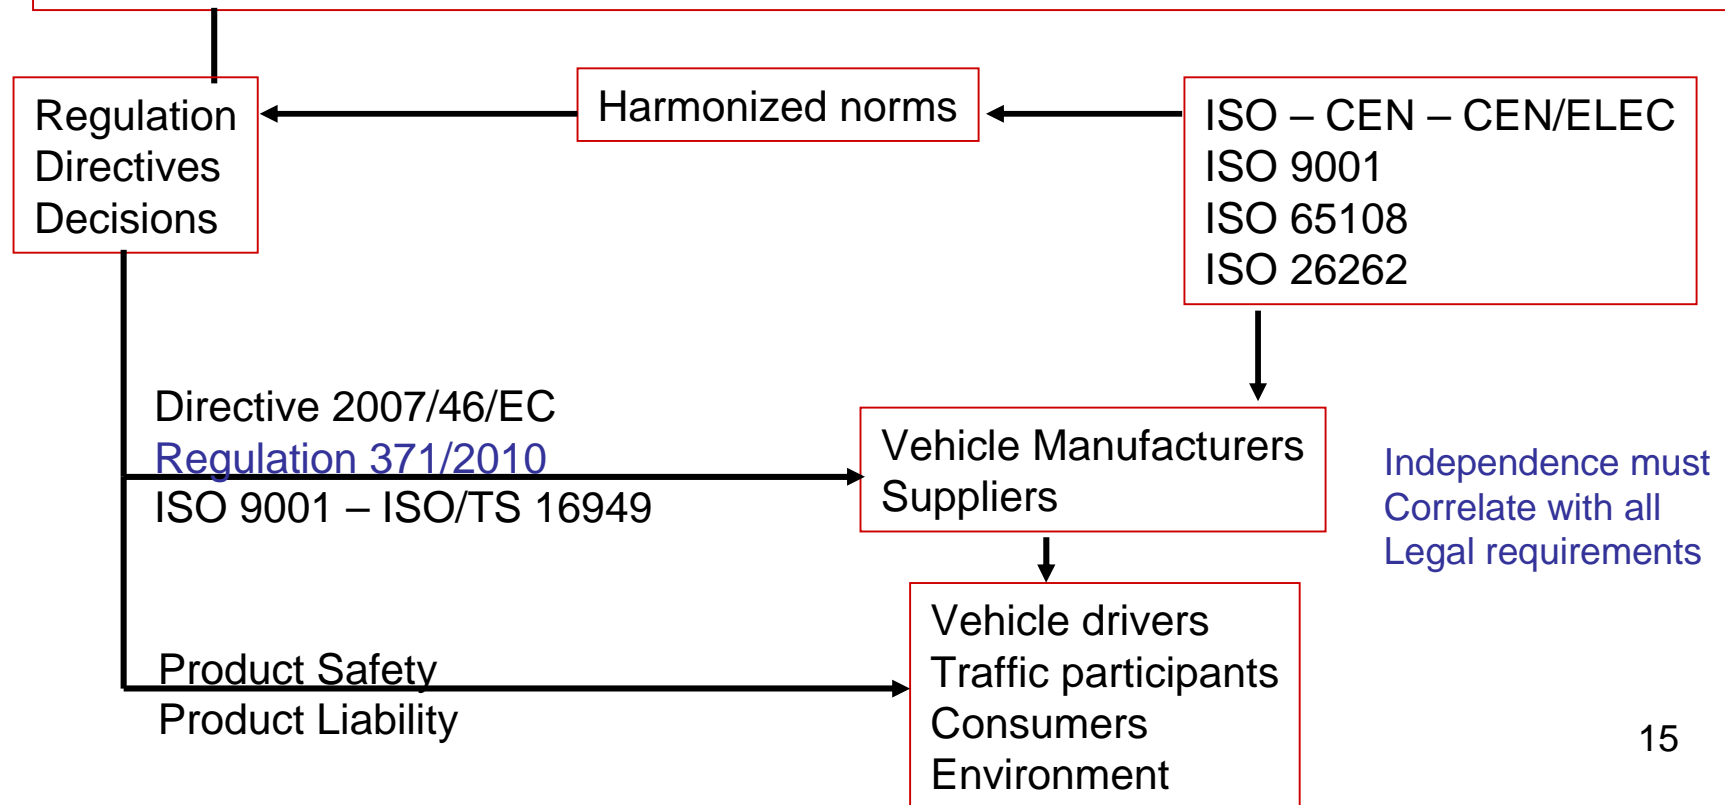 Regulation
Directives
Decisions
Harmonized norms
ISO – CEN – CEN/ELEC
ISO 9001
ISO 65108
ISO 26262
Directive 2007/46/EC
Regulation 371/2010
ISO 9001 – ISO/TS 16949
Vehicle Manufacturers
Suppliers
Independence must
Correlate with all
Legal requirements
Product Safety
Product Liability
Vehicle drivers
Traffic participants
Consumers
Environment
15